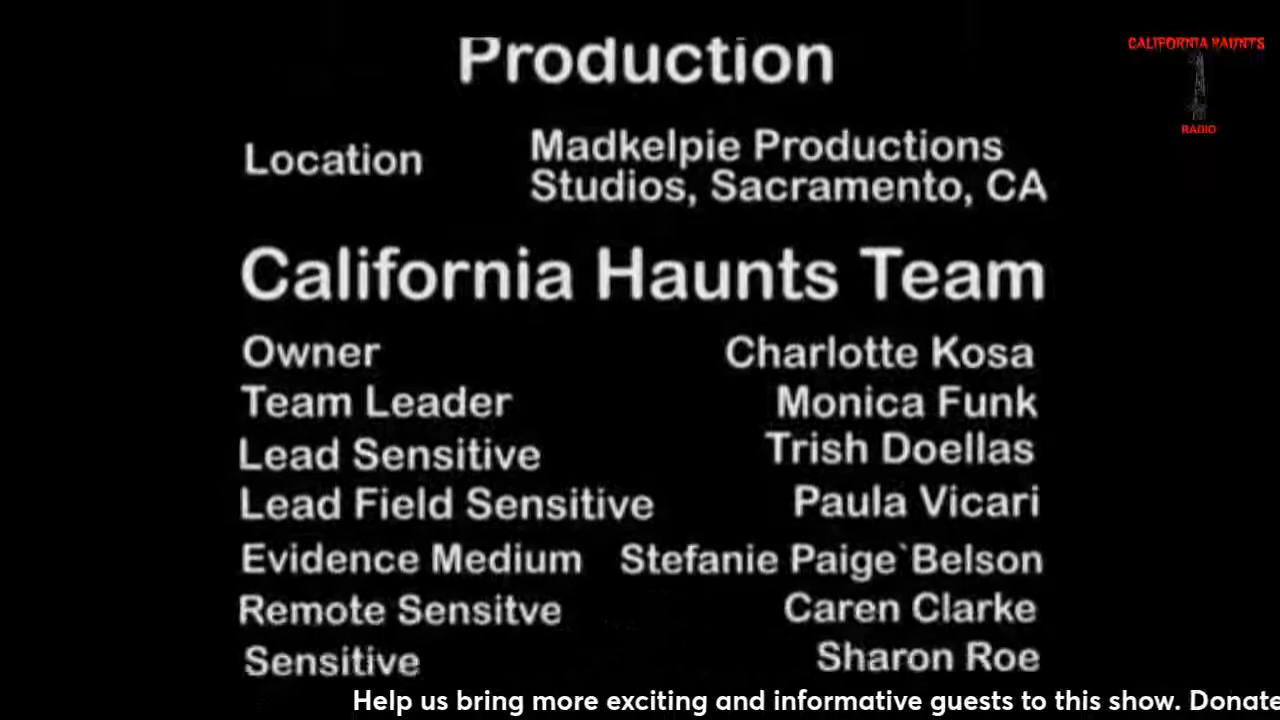 Production
CALIFORNIA HAUNTS
RADIO
Location Madkelpie Productions
Studios, Sacramento, CA
California Haunts Team
Owner Charlotte Kosa
Team Leader Monica Funk
Lead Sensitive Trish Doellas
Lead Field Sensitive Paula Vicari
Evidence Medium Stefanie Paige`Belson
Remote Sensitve Caren Clarke
Sensitive Sharon Roe
Help us bring more exciting and informative guests to this show. Donate